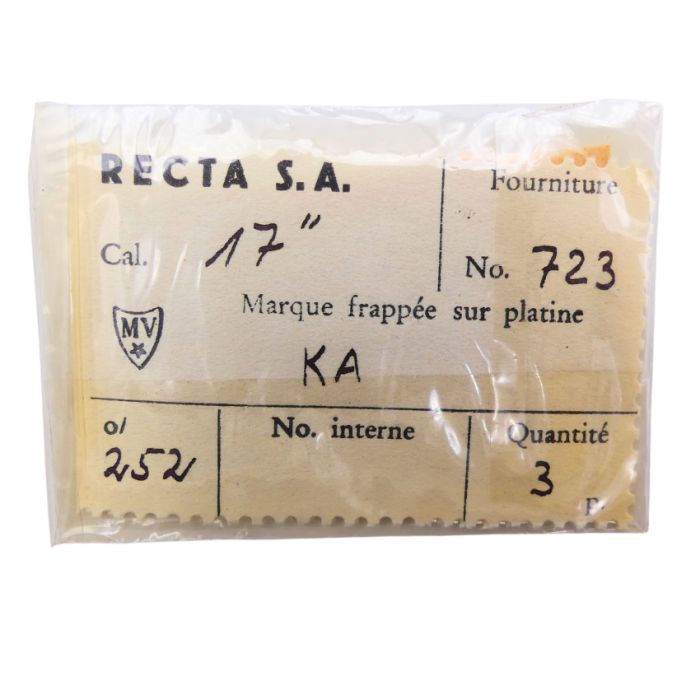 RECTA S.A.
Fourniture
Cal. 17"
No. 723
Marque frappée sur platine
MV
KA
o/
No. interne
Quantité
252
3 p.